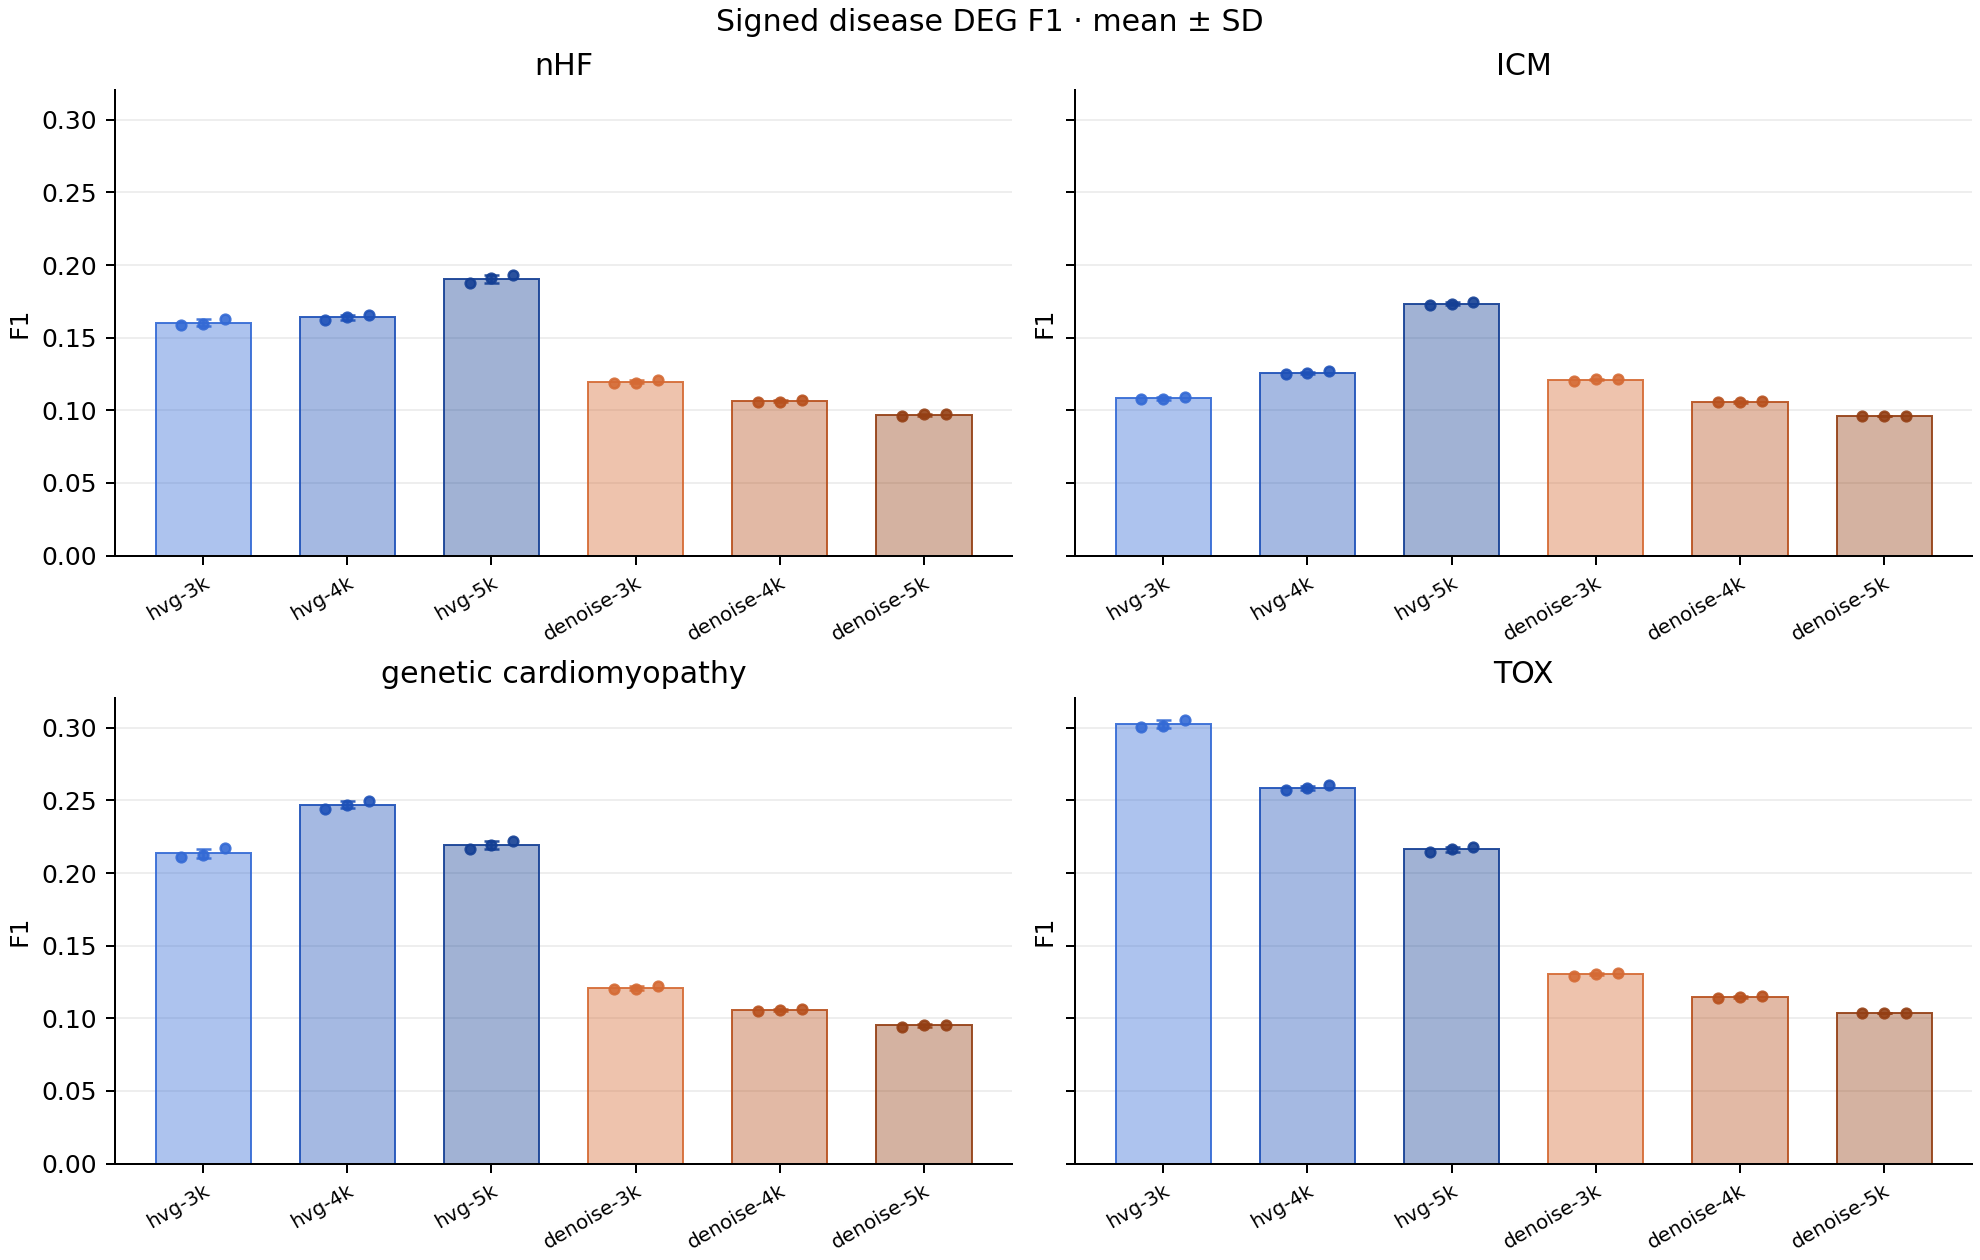 Signed disease DEG F1 · mean ± SD
nHF
F1
0.30
0.25
0.20
0.15
0.10
0.05
0.00
hvg-3k
hvg-4k
hvg-5k
denoise-3k
denoise-4k
denoise-5k
ICM
F1
hvg-3k
hvg-4k
hvg-5k
denoise-3k
denoise-4k
denoise-5k
genetic cardiomyopathy
F1
0.30
0.25
0.20
0.15
0.10
0.05
0.00
hvg-3k
hvg-4k
hvg-5k
denoise-3k
denoise-4k
denoise-5k
TOX
F1
hvg-3k
hvg-4k
hvg-5k
denoise-3k
denoise-4k
denoise-5k